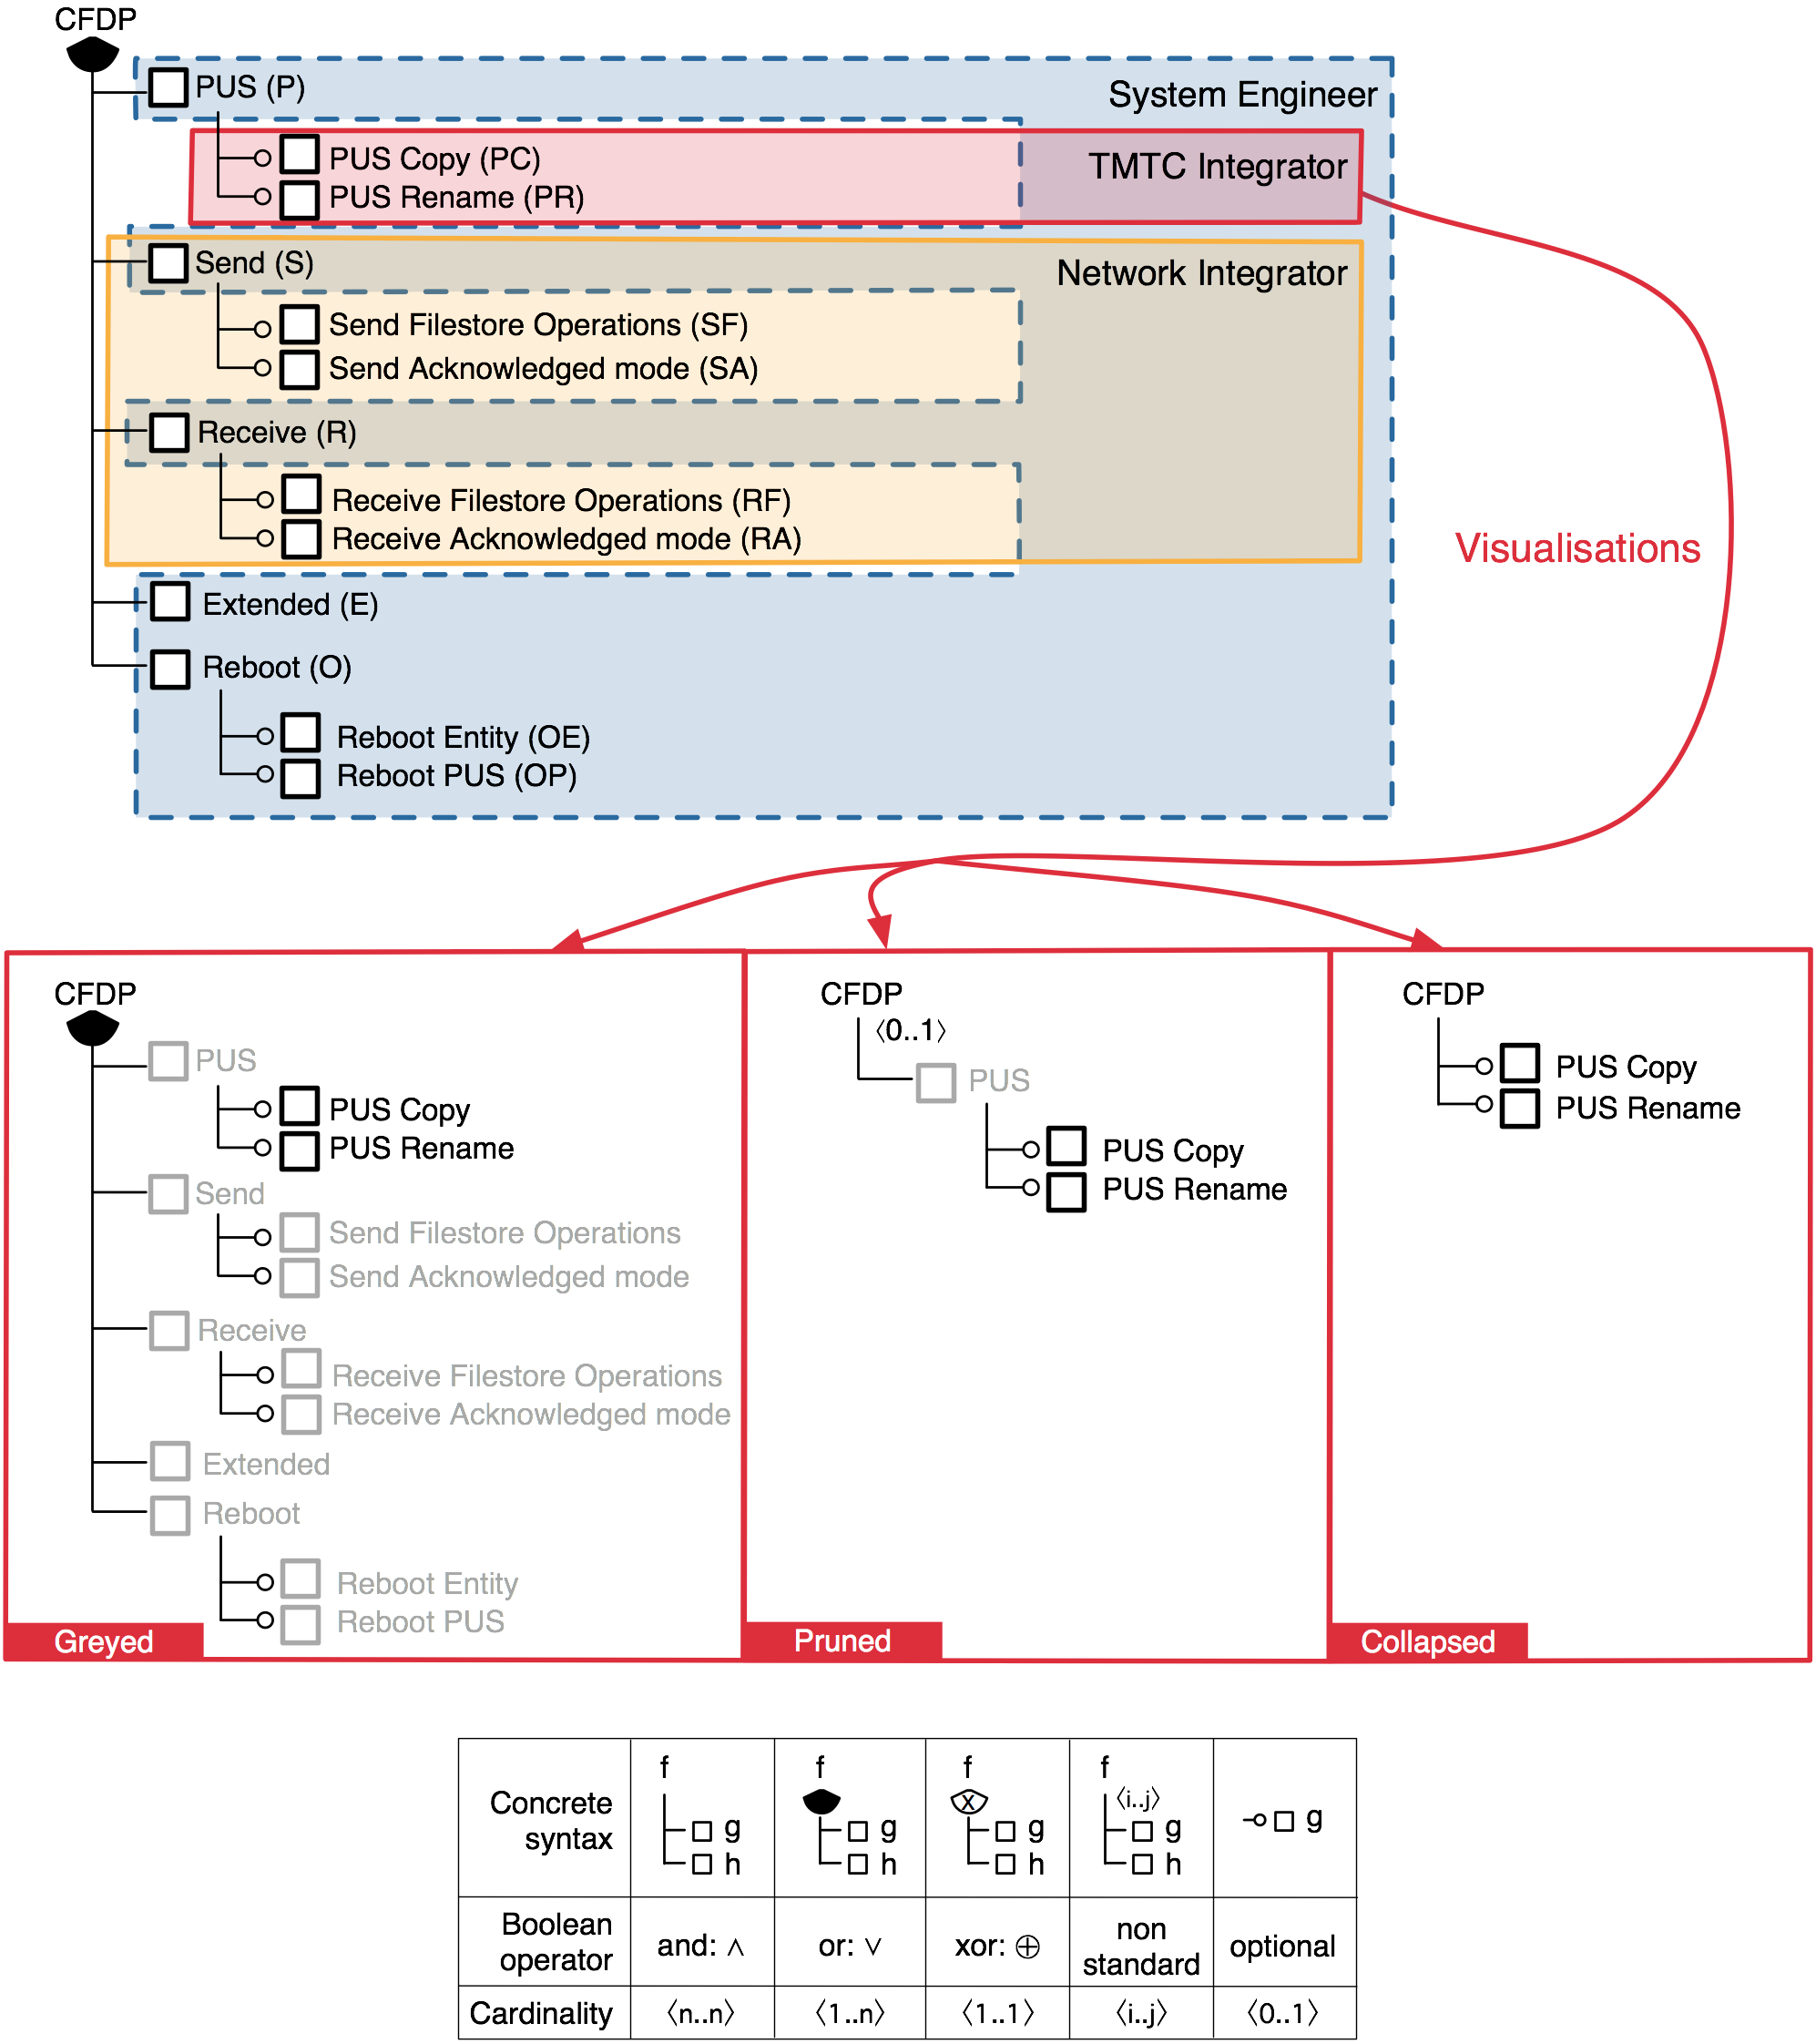 CFDP
PUS (P)
System Engineer
PUS Copy (PC)
TMTC Integrator
PUS Rename (PR)
Send (S)
Network Integrator
Send Filestore Operations (SF)
Send Acknowledged mode (SA)
Receive (R)
Receive Filestore Operations (RF)
Receive Acknowledged mode (RA)
Visualisations
Extended (E)
Reboot (O)
Reboot Entity (OE)
Reboot PUS (OP)
CFDP
PUS
PUS Copy
PUS Rename
Send
Send Filestore Operations
Send Acknowledged mode
Receive
Receive Filestore Operations
Receive Acknowledged mode
Extended
Reboot
Reboot Entity
Reboot PUS
Greyed
CFDP
⟨0..1⟩
PUS
PUS Copy
PUS Rename
Pruned
CFDP
PUS Copy
PUS Rename
Collapsed
Concrete
syntax
f
g
h
f
g
h
f
X
g
h
f
⟨i..j⟩
g
h
g
Boolean
operator
and: ∧
or: ∨
xor: ⊕
non
standard
optional
Cardinality
⟨n..n⟩
⟨1..n⟩
⟨1..1⟩
⟨i..j⟩
⟨0..1⟩